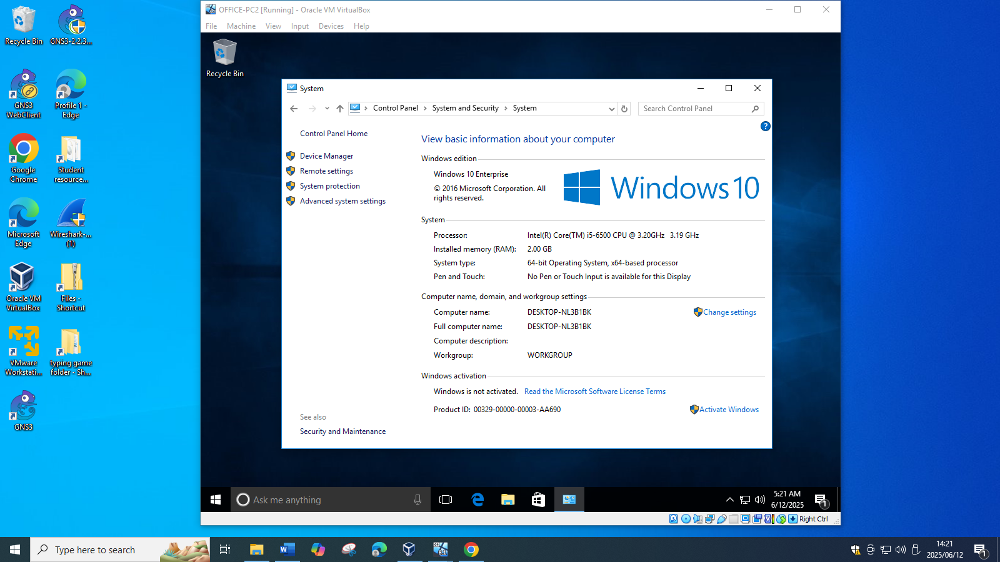 Recycle Bin
GNS3-2.2.3...
GNS3
WebClient
Profile 1 -
Edge
Google
Chrome
Student
resource...
Microsoft
Edge
Wireshark-...
(1)
Oracle VM
VirtualBox
Files -
Shortcut
VMware
Workstati...
typing game
folder - Sh...
GNS3
OFFICE-PC2 [Running] - Oracle VM VirtualBox
File Machine View Input Devices Help
Recycle Bin
System
Control Panel System and Security System
Search Control Panel
Control Panel Home
Device Manager
Remote settings
System protection
Advanced system settings
See also
Security and Maintenance
View basic information about your computer
Windows edition
Windows 10 Enterprise
© 2016 Microsoft Corporation. All
rights reserved.
Windows 10
System
Processor: Intel(R) Core(TM) i5-6500 CPU @ 3.20GHz 3.19 GHz
Installed memory (RAM): 2.00 GB
System type: 64-bit Operating System, x64-based processor
Pen and Touch: No Pen or Touch Input is available for this Display
Computer name, domain, and workgroup settings
Computer name: DESKTOP-NL3B1BK Change settings
Full computer name: DESKTOP-NL3B1BK
Computer description:
Workgroup: WORKGROUP
Windows activation
Windows is not activated. Read the Microsoft Software License Terms
Product ID: 00329-00000-00003-AA690 Activate Windows
Ask me anything
5:21 AM
6/12/2025
1
Right Ctrl
Type here to search
14:21
2025/06/12
1